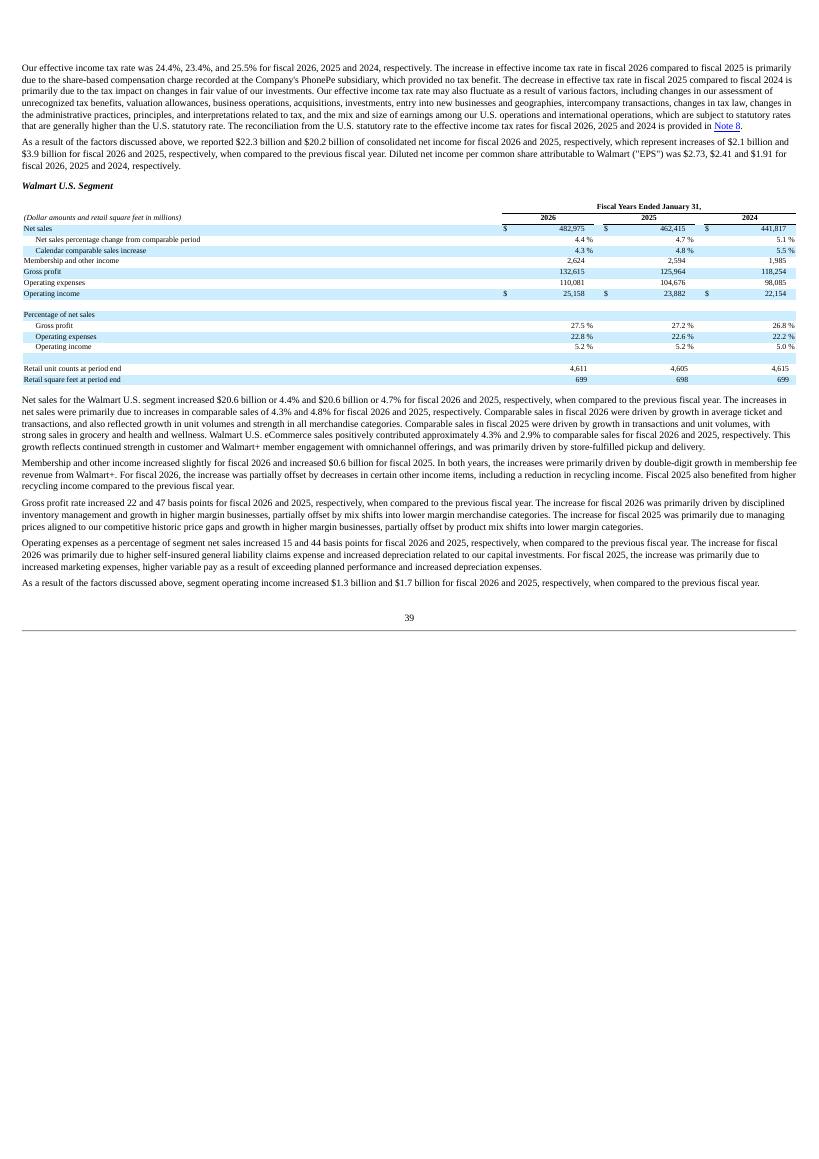 Our effective income tax rate was 24.4%, 23.4%, and 25.5% for fiscal 2026, 2025 and 2024, respectively. The increase in effective income tax rate in fiscal 2026 compared to fiscal 2025 is primarily
due to the share-based compensation charge recorded at the Company's PhonePe subsidiary, which provided no tax benefit. The decrease in effective tax rate in fiscal 2025 compared to fiscal 2024 is
primarily due to the tax impact on changes in fair value of our investments. Our effective income tax rate may also fluctuate as a result of various factors, including changes in our assessment of
unrecognized tax benefits, valuation allowances, business operations, acquisitions, investments, entry into new businesses and geographies, intercompany transactions, changes in tax law, changes in
the administrative practices, principles, and interpretations related to tax, and the mix and size of earnings among our U.S. operations and international operations, which are subject to statutory rates
that are generally higher than the U.S. statutory rate. The reconciliation from the U.S. statutory rate to the effective income tax rates for fiscal 2026, 2025 and 2024 is provided in Note 8.
As a result of the factors discussed above, we reported $22.3 billion and $20.2 billion of consolidated net income for fiscal 2026 and 2025, respectively, which represent increases of $2.1 billion and
$3.9 billion for fiscal 2026 and 2025, respectively, when compared to the previous fiscal year. Diluted net income per common share attributable to Walmart ("EPS") was $2.73, $2.41 and $1.91 for
fiscal 2026, 2025 and 2024, respectively.
Walmart U.S. Segment
Fiscal Years Ended January 31,
(Dollar amounts and retail square feet in millions) 2026 2025 2024
Net sales $ 482,975 $ 462,415 $ 441,817
Net sales percentage change from comparable period 4.4 % 4.7 % 5.1 %
Calendar comparable sales increase 4.3 % 4.8 % 5.5 %
Membership and other income 2,624 2,594 1,985
Gross profit 132,615 125,964 118,254
Operating expenses 110,081 104,676 98,085
Operating income $ 25,158 $ 23,882 $ 22,154
Percentage of net sales
Gross profit 27.5 % 27.2 % 26.8 %
Operating expenses 22.8 % 22.6 % 22.2 %
Operating income 5.2 % 5.2 % 5.0 %
Retail unit counts at period end 4,611 4,605 4,615
Retail square feet at period end 699 698 699
Net sales for the Walmart U.S. segment increased $20.6 billion or 4.4% and $20.6 billion or 4.7% for fiscal 2026 and 2025, respectively, when compared to the previous fiscal year. The increases in
net sales were primarily due to increases in comparable sales of 4.3% and 4.8% for fiscal 2026 and 2025, respectively. Comparable sales in fiscal 2026 were driven by growth in average ticket and
transactions, and also reflected growth in unit volumes and strength in all merchandise categories. Comparable sales in fiscal 2025 were driven by growth in transactions and unit volumes, with
strong sales in grocery and health and wellness. Walmart U.S. eCommerce sales positively contributed approximately 4.3% and 2.9% to comparable sales for fiscal 2026 and 2025, respectively. This
growth reflects continued strength in customer and Walmart+ member engagement with omnichannel offerings, and was primarily driven by store-fulfilled pickup and delivery.
Membership and other income increased slightly for fiscal 2026 and increased $0.6 billion for fiscal 2025. In both years, the increases were primarily driven by double-digit growth in membership fee
revenue from Walmart+. For fiscal 2026, the increase was partially offset by decreases in certain other income items, including a reduction in recycling income. Fiscal 2025 also benefited from higher
recycling income compared to the previous fiscal year.
Gross profit rate increased 22 and 47 basis points for fiscal 2026 and 2025, respectively, when compared to the previous fiscal year. The increase for fiscal 2026 was primarily driven by disciplined
inventory management and growth in higher margin businesses, partially offset by mix shifts into lower margin merchandise categories. The increase for fiscal 2025 was primarily due to managing
prices aligned to our competitive historic price gaps and growth in higher margin businesses, partially offset by product mix shifts into lower margin categories.
Operating expenses as a percentage of segment net sales increased 15 and 44 basis points for fiscal 2026 and 2025, respectively, when compared to the previous fiscal year. The increase for fiscal
2026 was primarily due to higher self-insured general liability claims expense and increased depreciation related to our capital investments. For fiscal 2025, the increase was primarily due to
increased marketing expenses, higher variable pay as a result of exceeding planned performance and increased depreciation expenses.
As a result of the factors discussed above, segment operating income increased $1.3 billion and $1.7 billion for fiscal 2026 and 2025, respectively, when compared to the previous fiscal year.
39